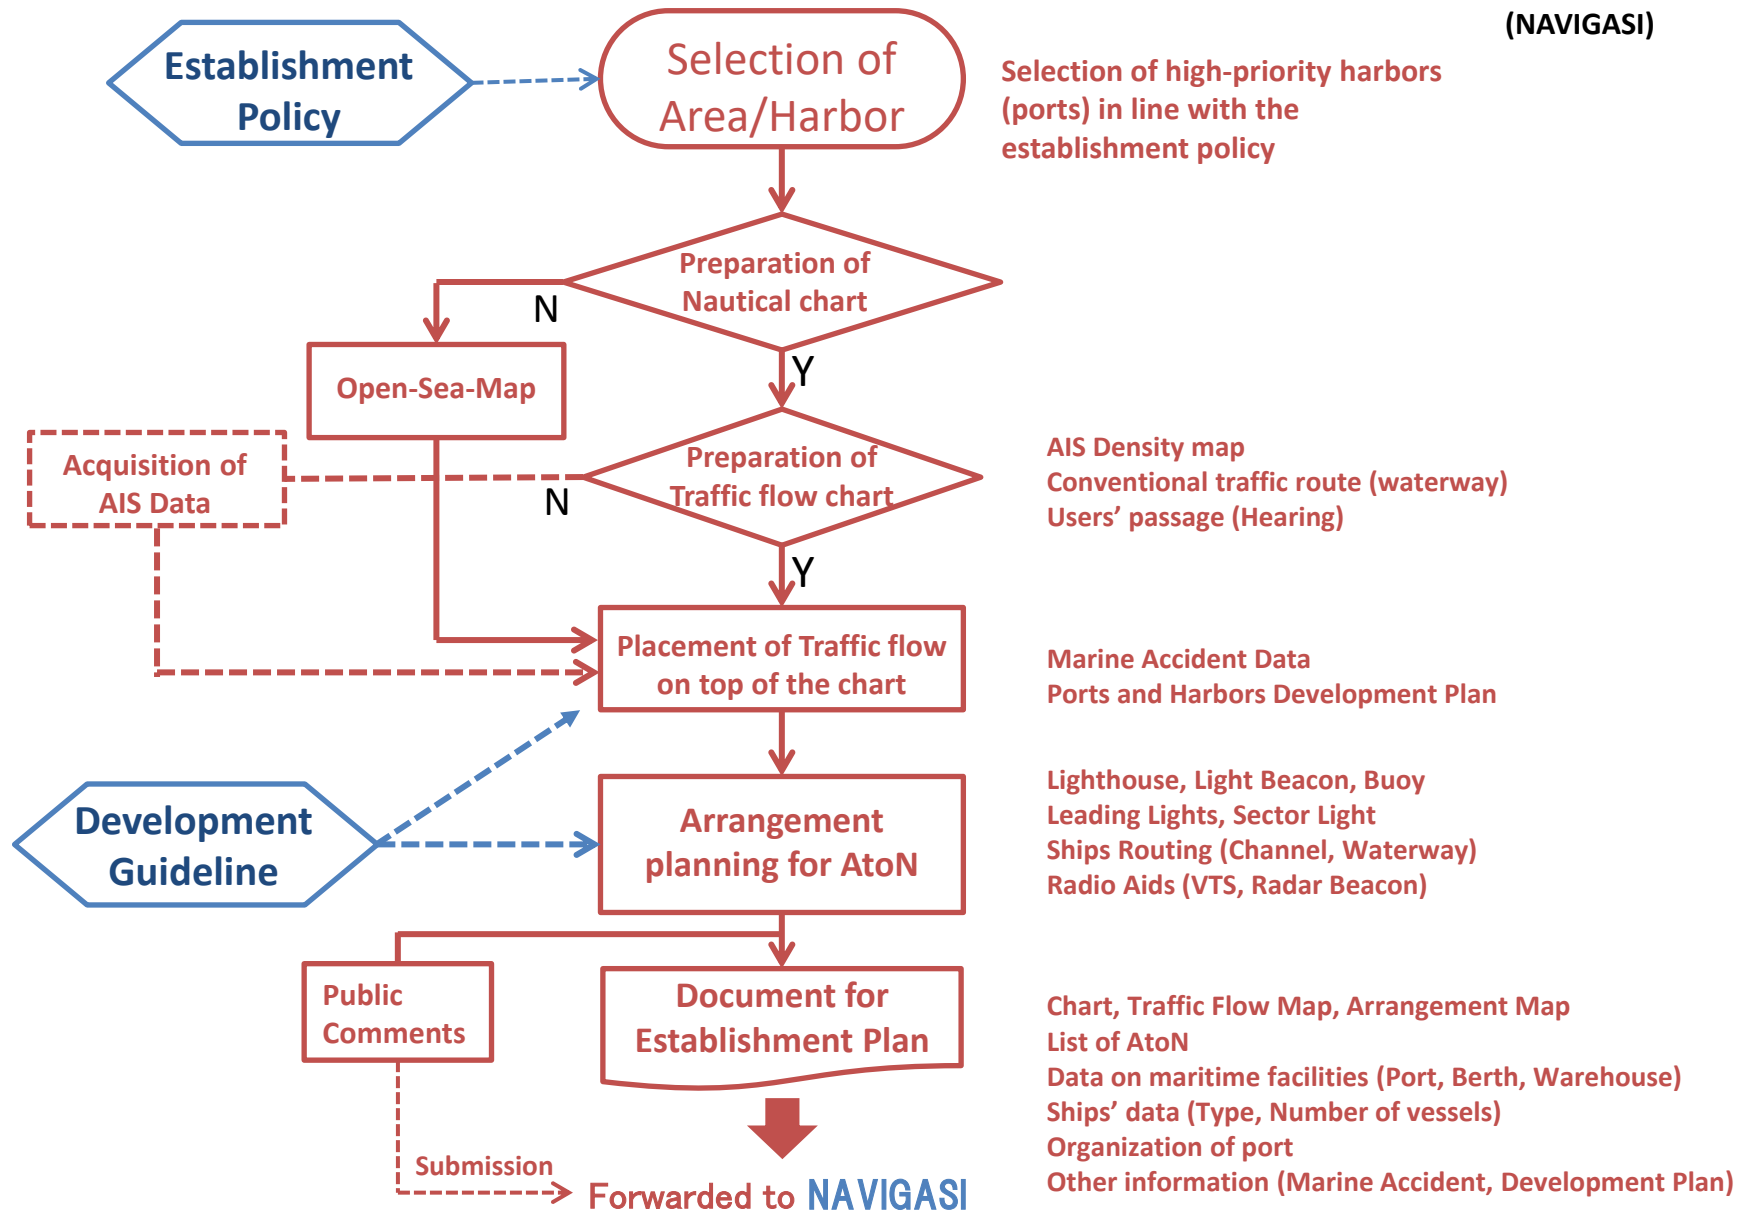 (NAVIGASI)
Establishment
Policy
Selection of
Area/Harbor
Selection of high-priority harbors
(ports) in line with the
establishment policy
Preparation of
Nautical chart
N
Y
Open-Sea-Map
Acquisition of
AIS Data
Preparation of
Traffic flow chart
N
Y
AIS Density map
Conventional traffic route (waterway)
Users’ passage (Hearing)
Placement of Traffic flow
on top of the chart
Marine Accident Data
Ports and Harbors Development Plan
Development
Guideline
Arrangement
planning for AtoN
Lighthouse, Light Beacon, Buoy
Leading Lights, Sector Light
Ships Routing (Channel, Waterway)
Radio Aids (VTS, Radar Beacon)
Public
Comments
Document for
Establishment Plan
Chart, Traffic Flow Map, Arrangement Map
List of AtoN
Data on maritime facilities (Port, Berth, Warehouse)
Ships’ data (Type, Number of vessels)
Organization of port
Other information (Marine Accident, Development Plan)
Submission
Forwarded to NAVIGASI